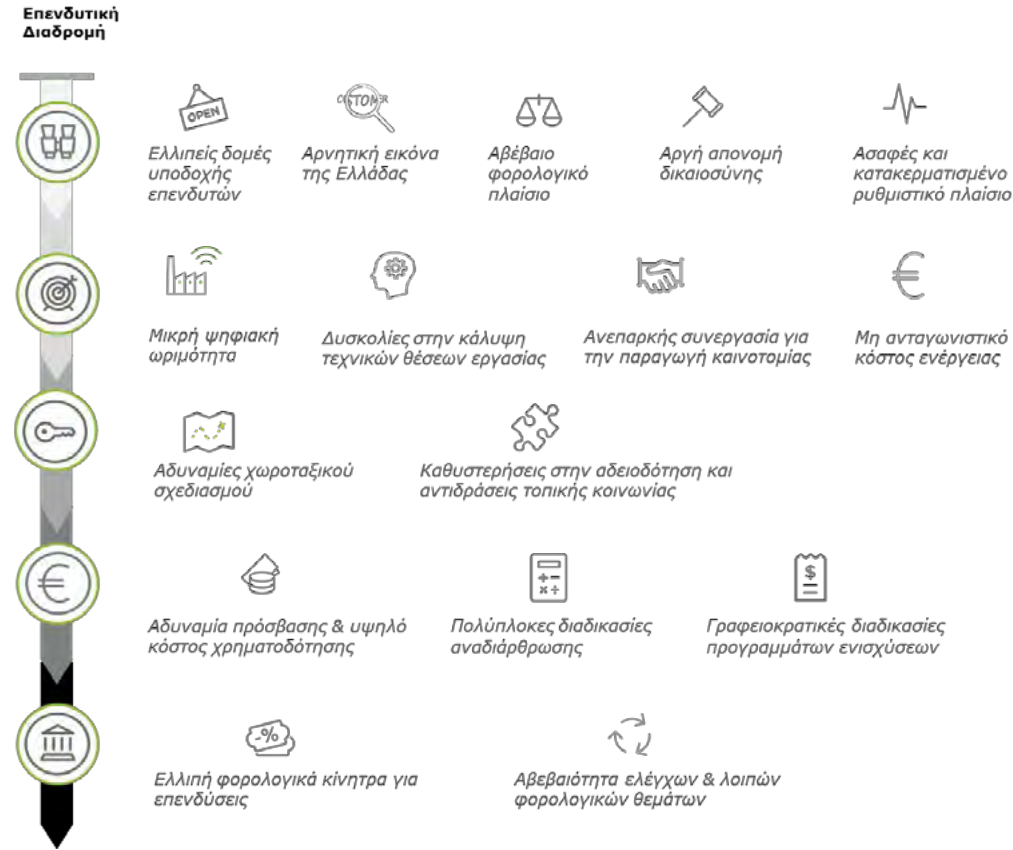 Επενδυτική
Διαδρομή
OPEN
CUSTOMER
Ελλιπείς δομές
υποδοχής
επενδυτών
Αρνητική εικόνα
της Ελλάδας
Αβέβαιο
φορολογικό
πλαίσιο
Αργή απονομή
δικαιοσύνης
Ασαφές και
κατακερματισμένο
ρυθμιστικό πλαίσιο
€
Μικρή ψηφιακή
ωριμότητα
Δυσκολίες στην κάλυψη
τεχνικών θέσεων εργασίας
Ανεπαρκής συνεργασία για
την παραγωγή καινοτομίας
Μη ανταγωνιστικό
κόστος ενέργειας
Αδυναμίες χωροταξικού
σχεδιασμού
Καθυστερήσεις στην αδειοδότηση και
αντιδράσεις τοπικής κοινωνίας
€
$
Αδυναμία πρόσβασης & υψηλό
κόστος χρηματοδότησης
Πολύπλοκες διαδικασίες
αναδιάρθρωσης
Γραφειοκρατικές διαδικασίες
προγραμμάτων ενισχύσεων
-%
Ελλιπή φορολογικά κίνητρα για
επενδύσεις
Αβεβαιότητα ελέγχων & λοιπών
φορολογικών θεμάτων